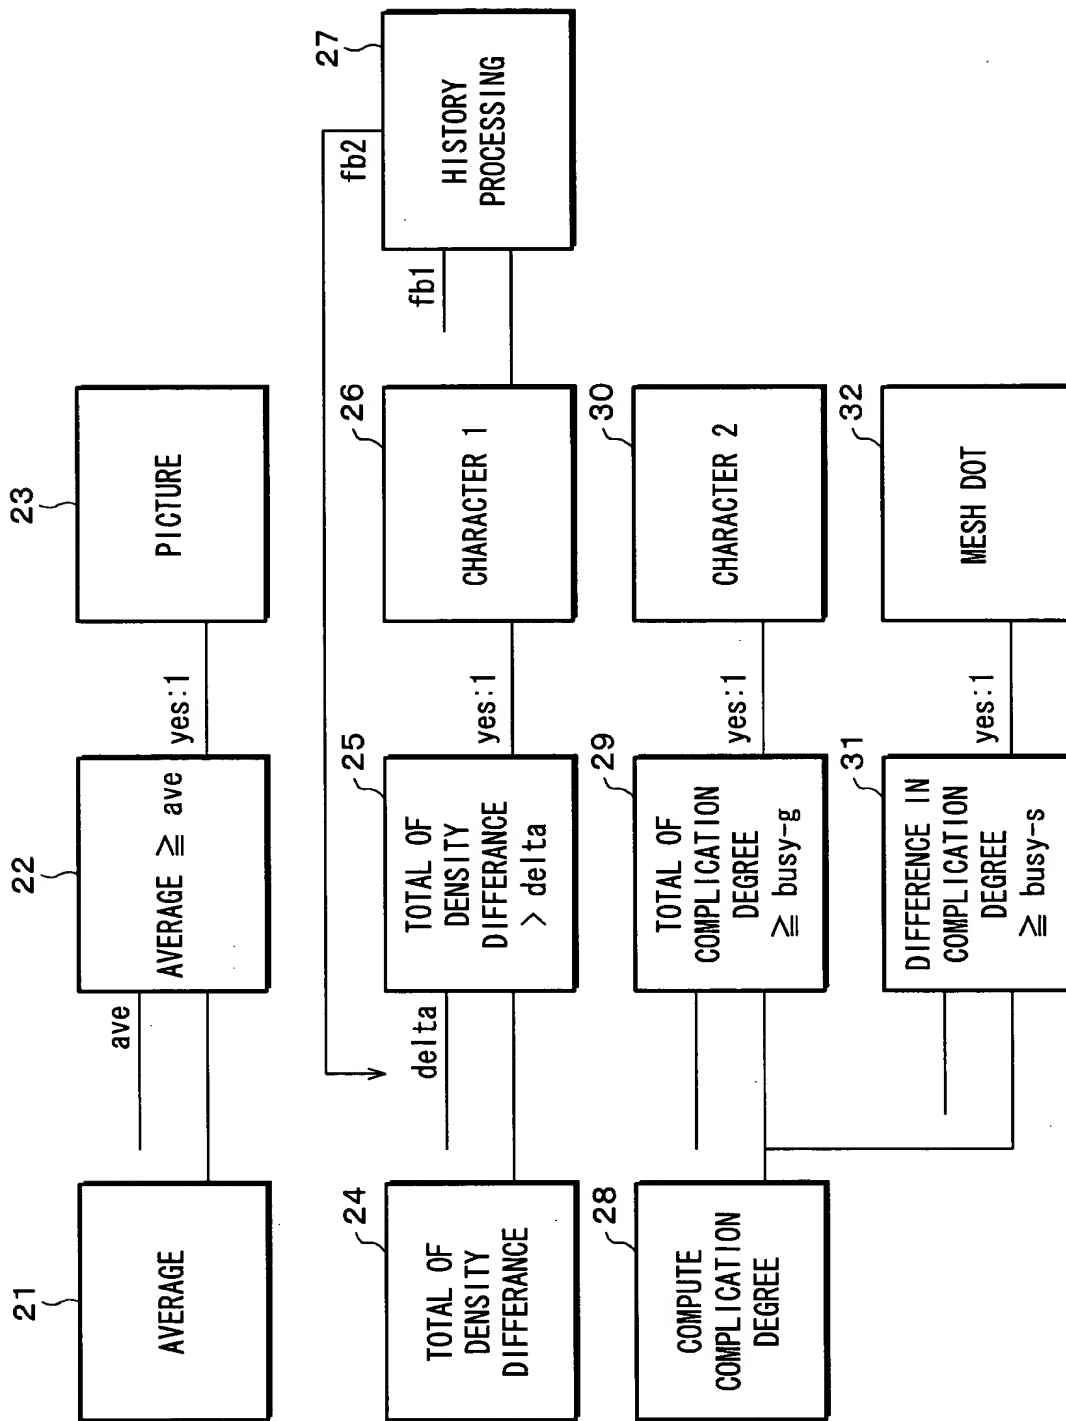 21
AVERAGE
ave
22
AVERAGE ≧ ave
yes:1
23
PICTURE
24
TOTAL OF
DENSITY
DIFFERANCE
delta
25
TOTAL OF
DENSITY
DIFFERANCE
> delta
yes:1
26
CHARACTER 1
fb1
fb2
27
HISTORY
PROCESSING
28
COMPUTE
COMPLICATION
DEGREE
29
TOTAL OF
COMPLICATION
DEGREE
≧ busy-g
yes:1
30
CHARACTER 2
31
DIFFERENCE IN
COMPLICATION
DEGREE
≧ busy-s
yes:1
32
MESH DOT